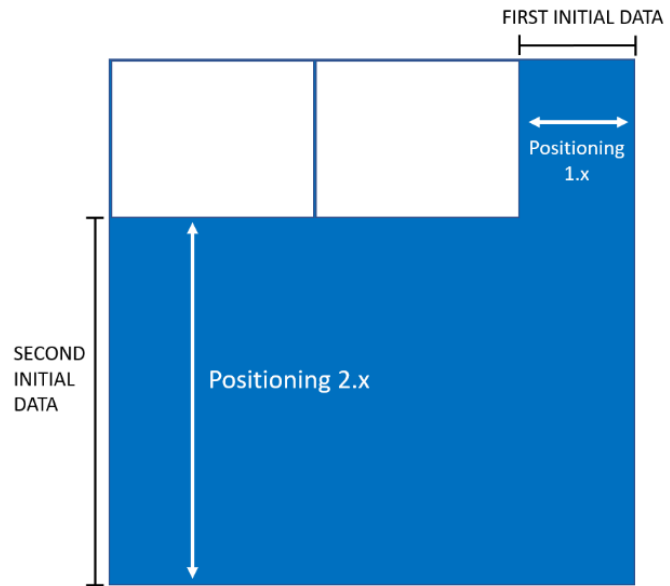 FIRST INITIAL DATA
Positioning
1.x
SECOND
INITIAL
DATA
Positioning 2.x